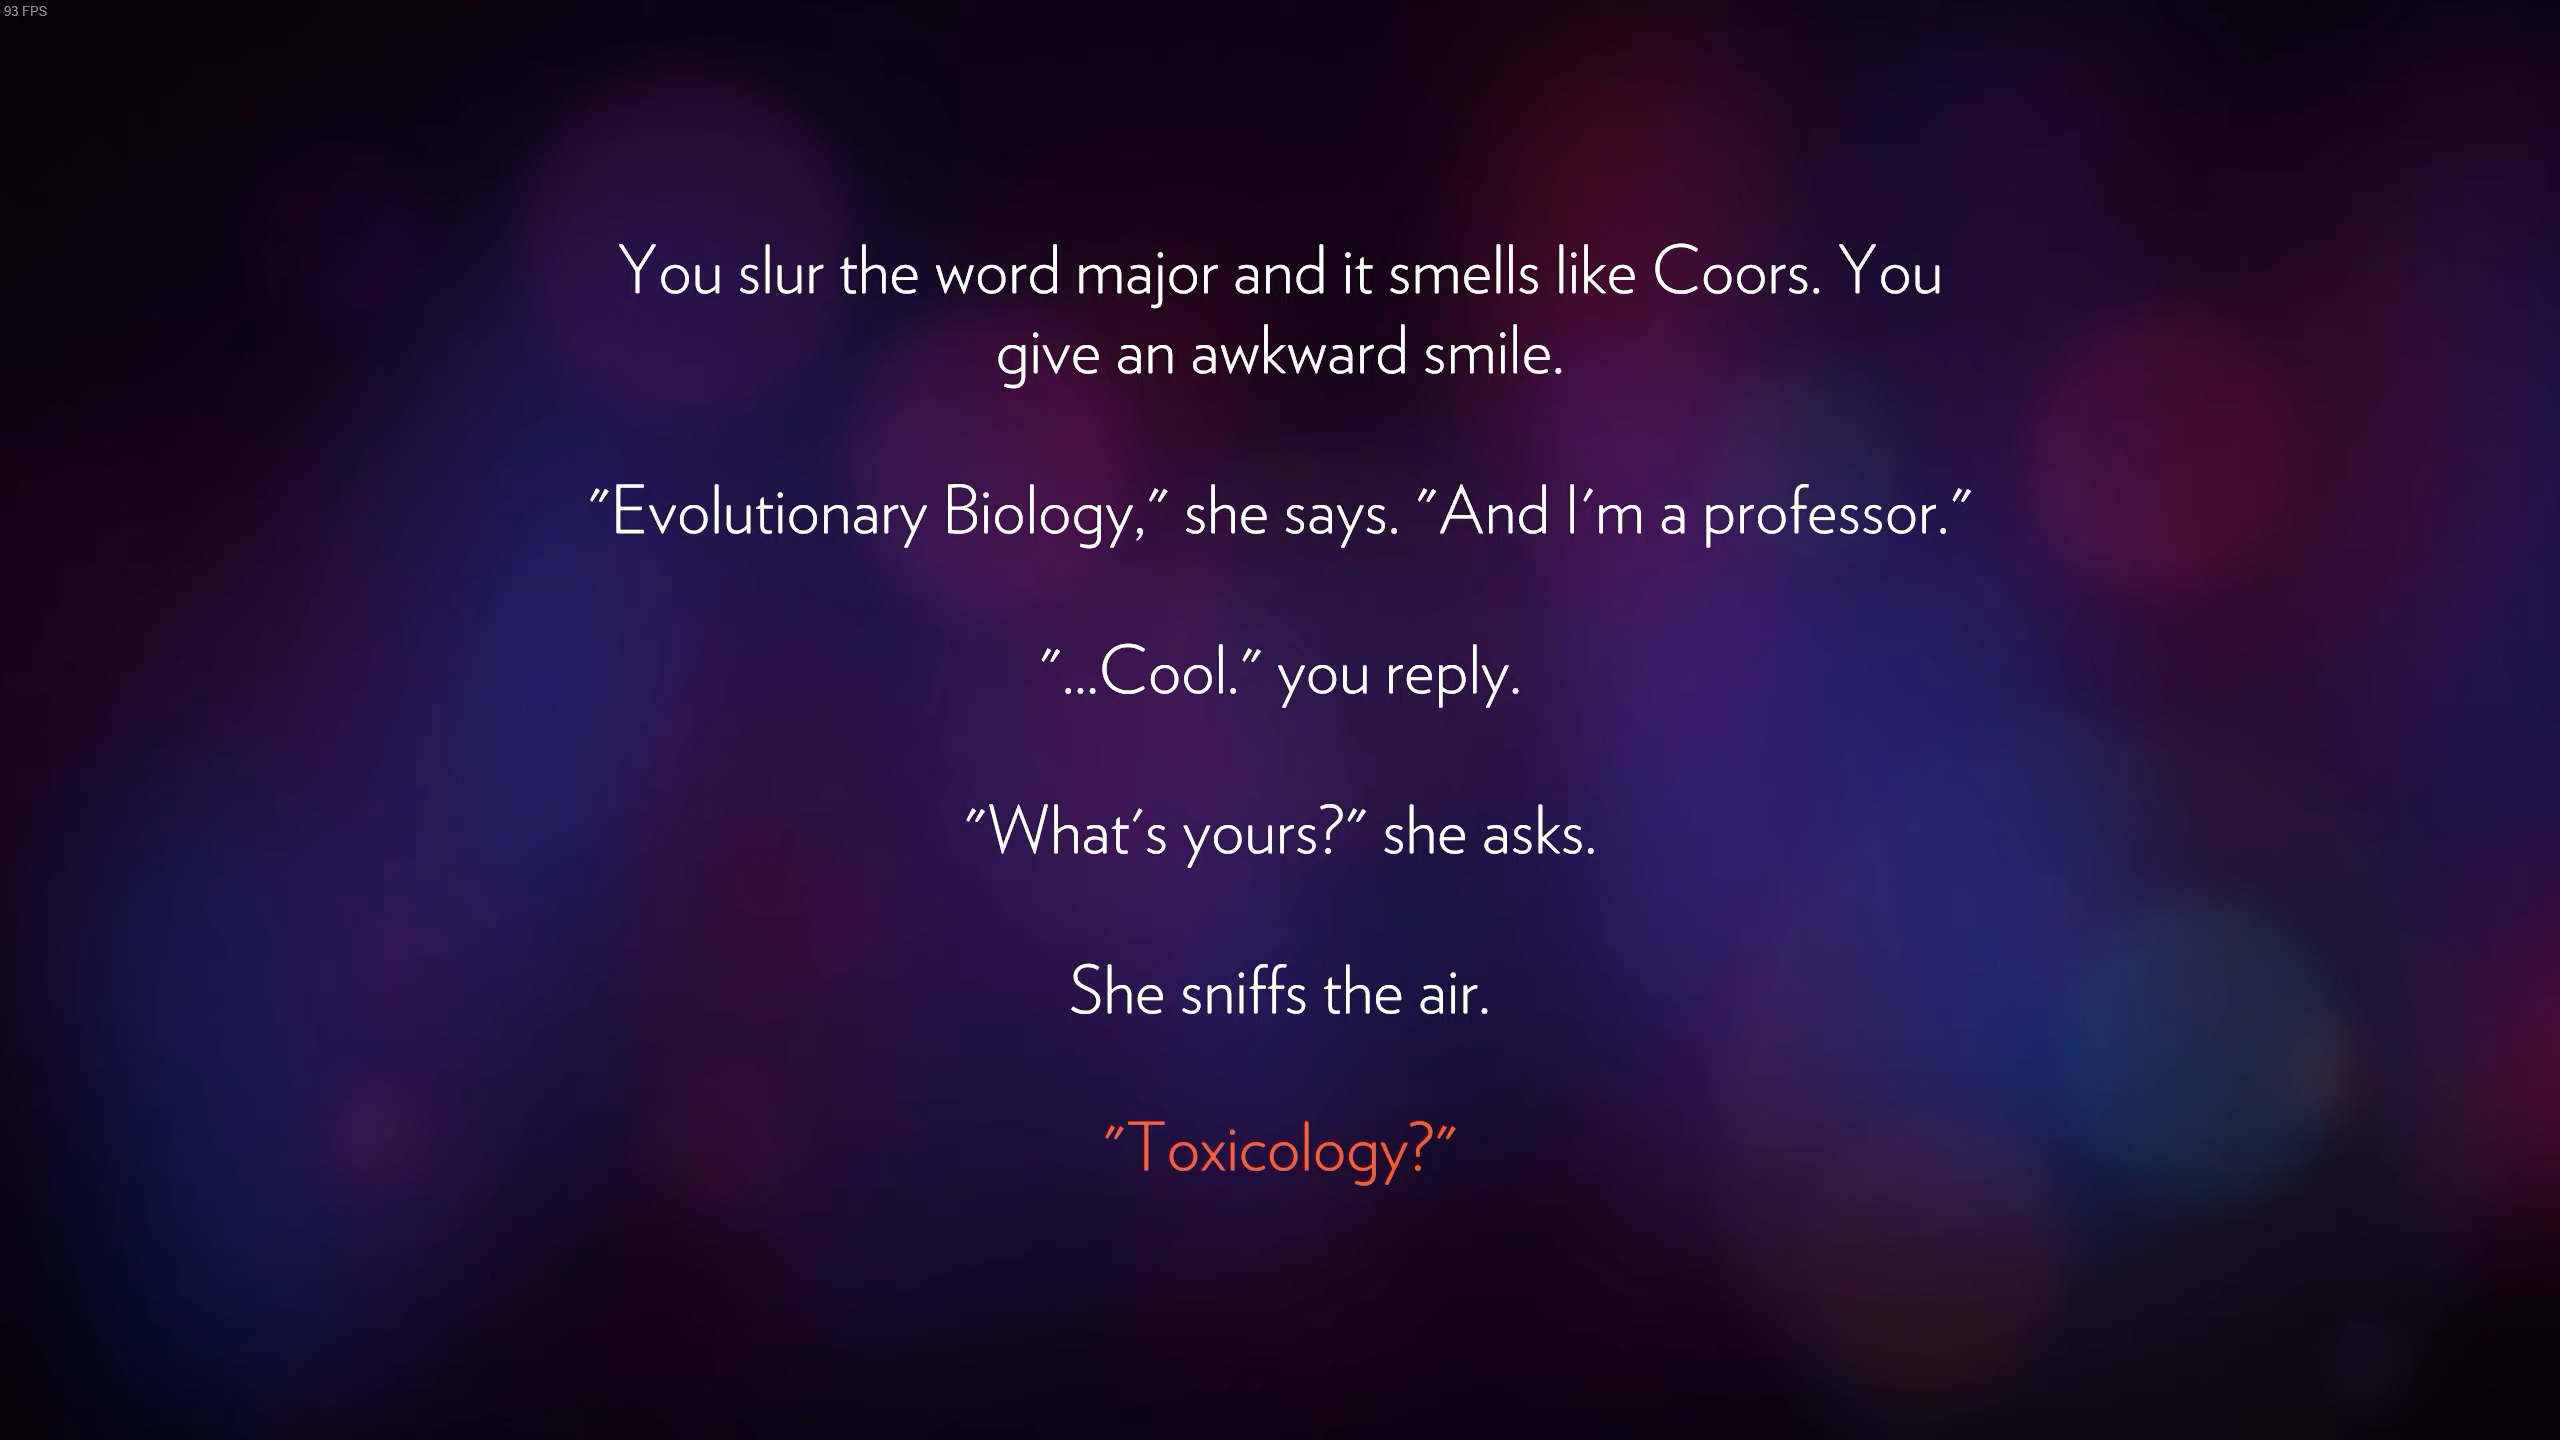 93 FPS
You slur the word major and it smells like Coors. You
give an awkward smile.
"Evolutionary Biology," she says. "And I'm a professor."
"...Cool." you reply.
"What's yours?" she asks.
She sniffs the air.
"Toxicology?"